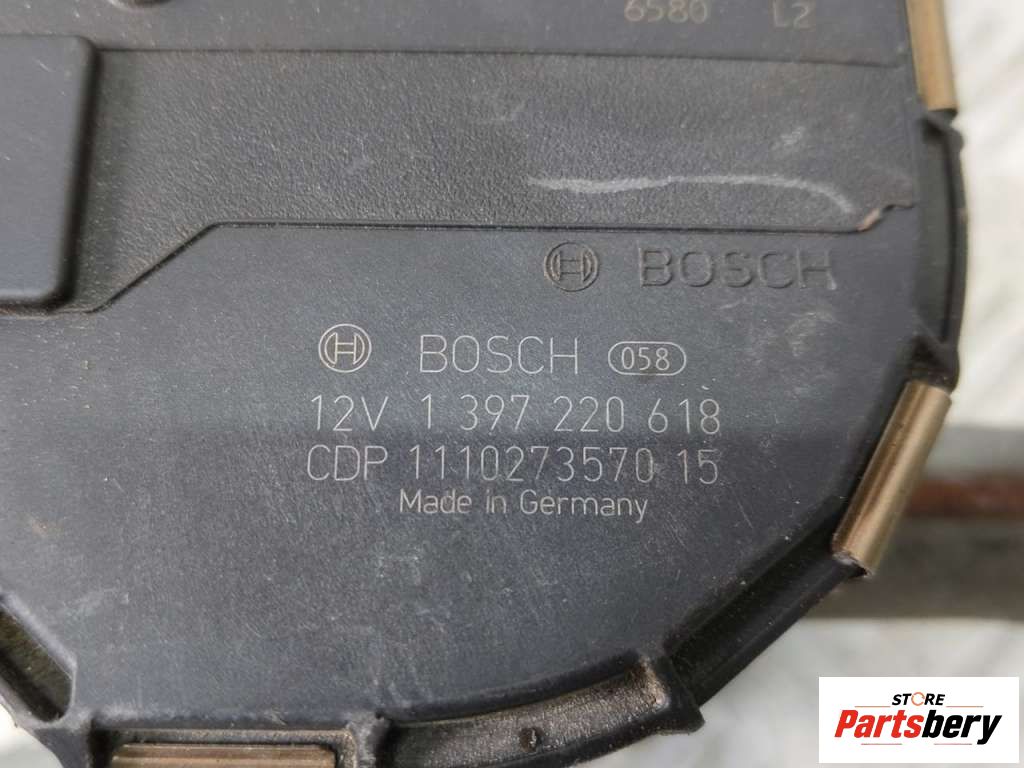 6580 L2
BOSCH
BOSCH 058
12V 1 397 220 618
CDP 1110273570 15
Made in Germany
STORE
Partsbery